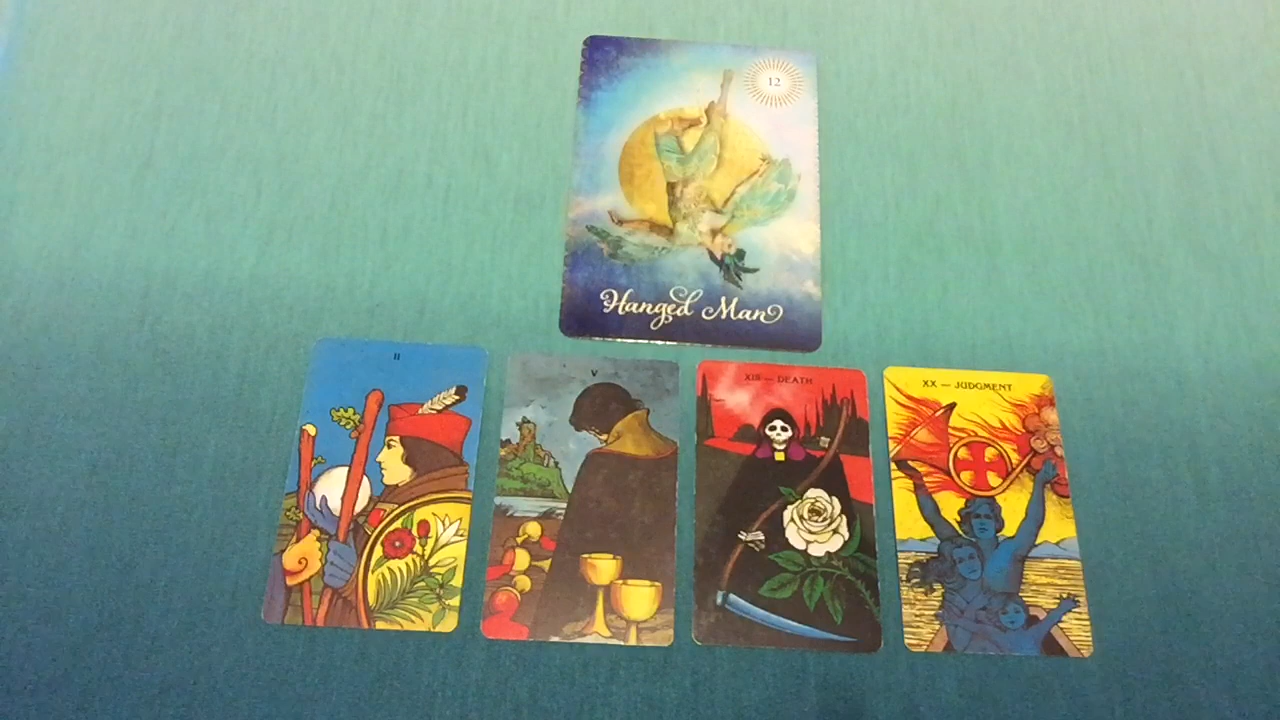 12
Hanged Man
II
V
XIII — DEATH
XX — JUDGMENT